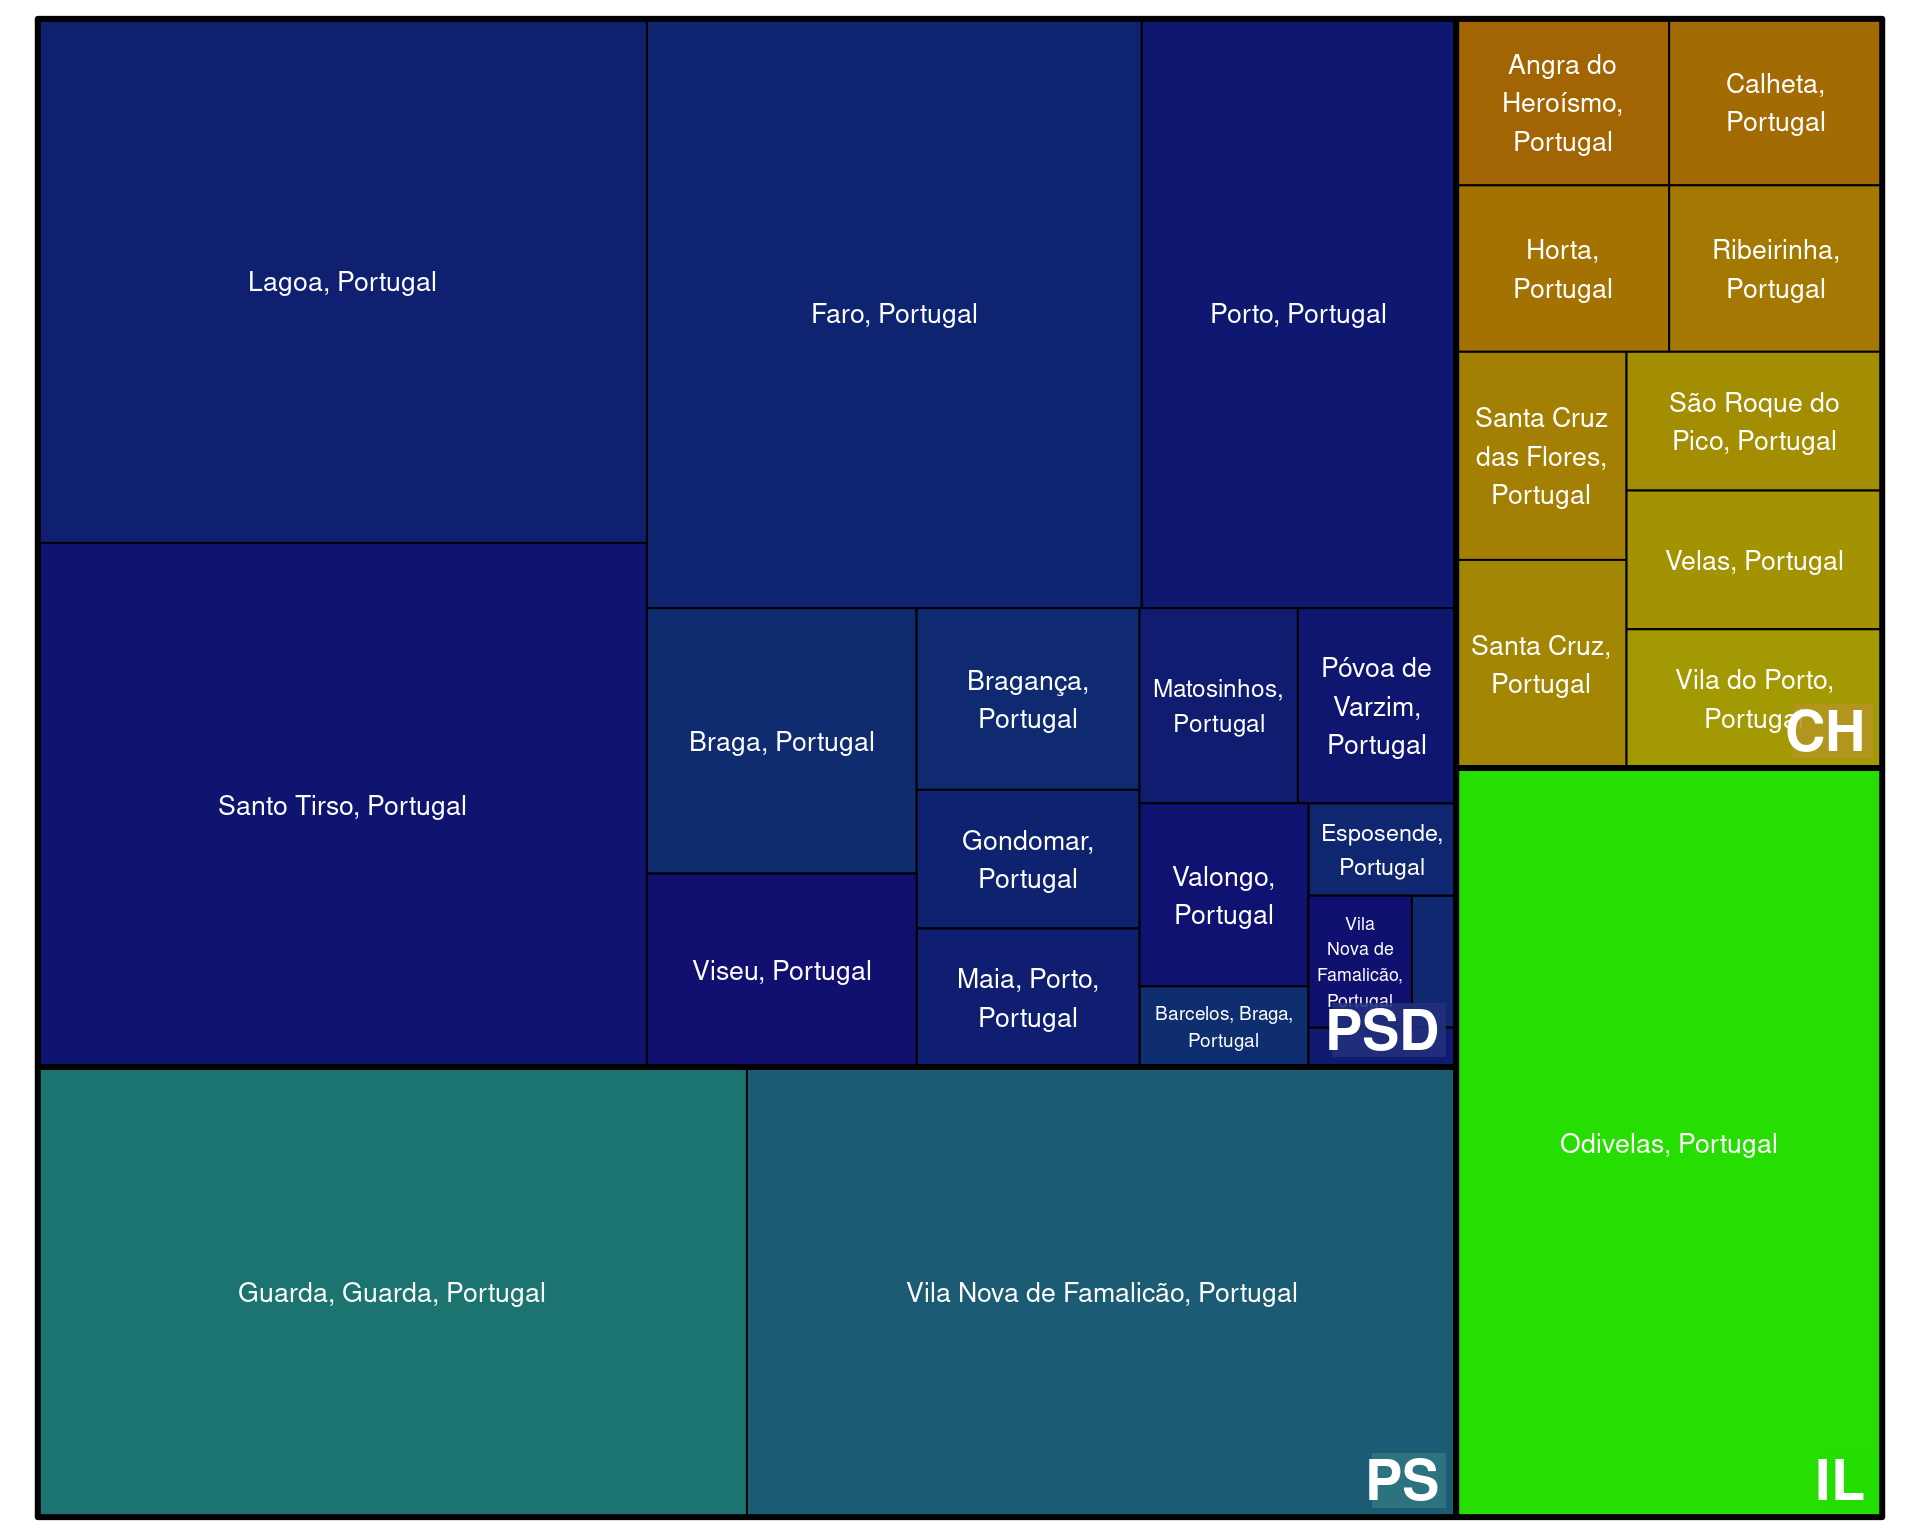 Lagoa, Portugal
Faro, Portugal
Porto, Portugal
Santo Tirso, Portugal
Braga, Portugal
Bragança,
Portugal
Gondomar,
Portugal
Maia, Porto,
Portugal
Viseu, Portugal
Matosinhos,
Portugal
Póvoa de
Varzim,
Portugal
Valongo,
Portugal
Esposende,
Portugal
Vila
Nova de
Famalicão,
Portugal
Barcelos, Braga,
Portugal
PSD
Guarda, Guarda, Portugal
Vila Nova de Famalicão, Portugal
PS
Angra do
Heroísmo,
Portugal
Calheta,
Portugal
Horta,
Portugal
Ribeirinha,
Portugal
Santa Cruz
das Flores,
Portugal
São Roque do
Pico, Portugal
Velas, Portugal
Santa Cruz,
Portugal
Vila do Porto,
Portugal
CH
Odivelas, Portugal
IL